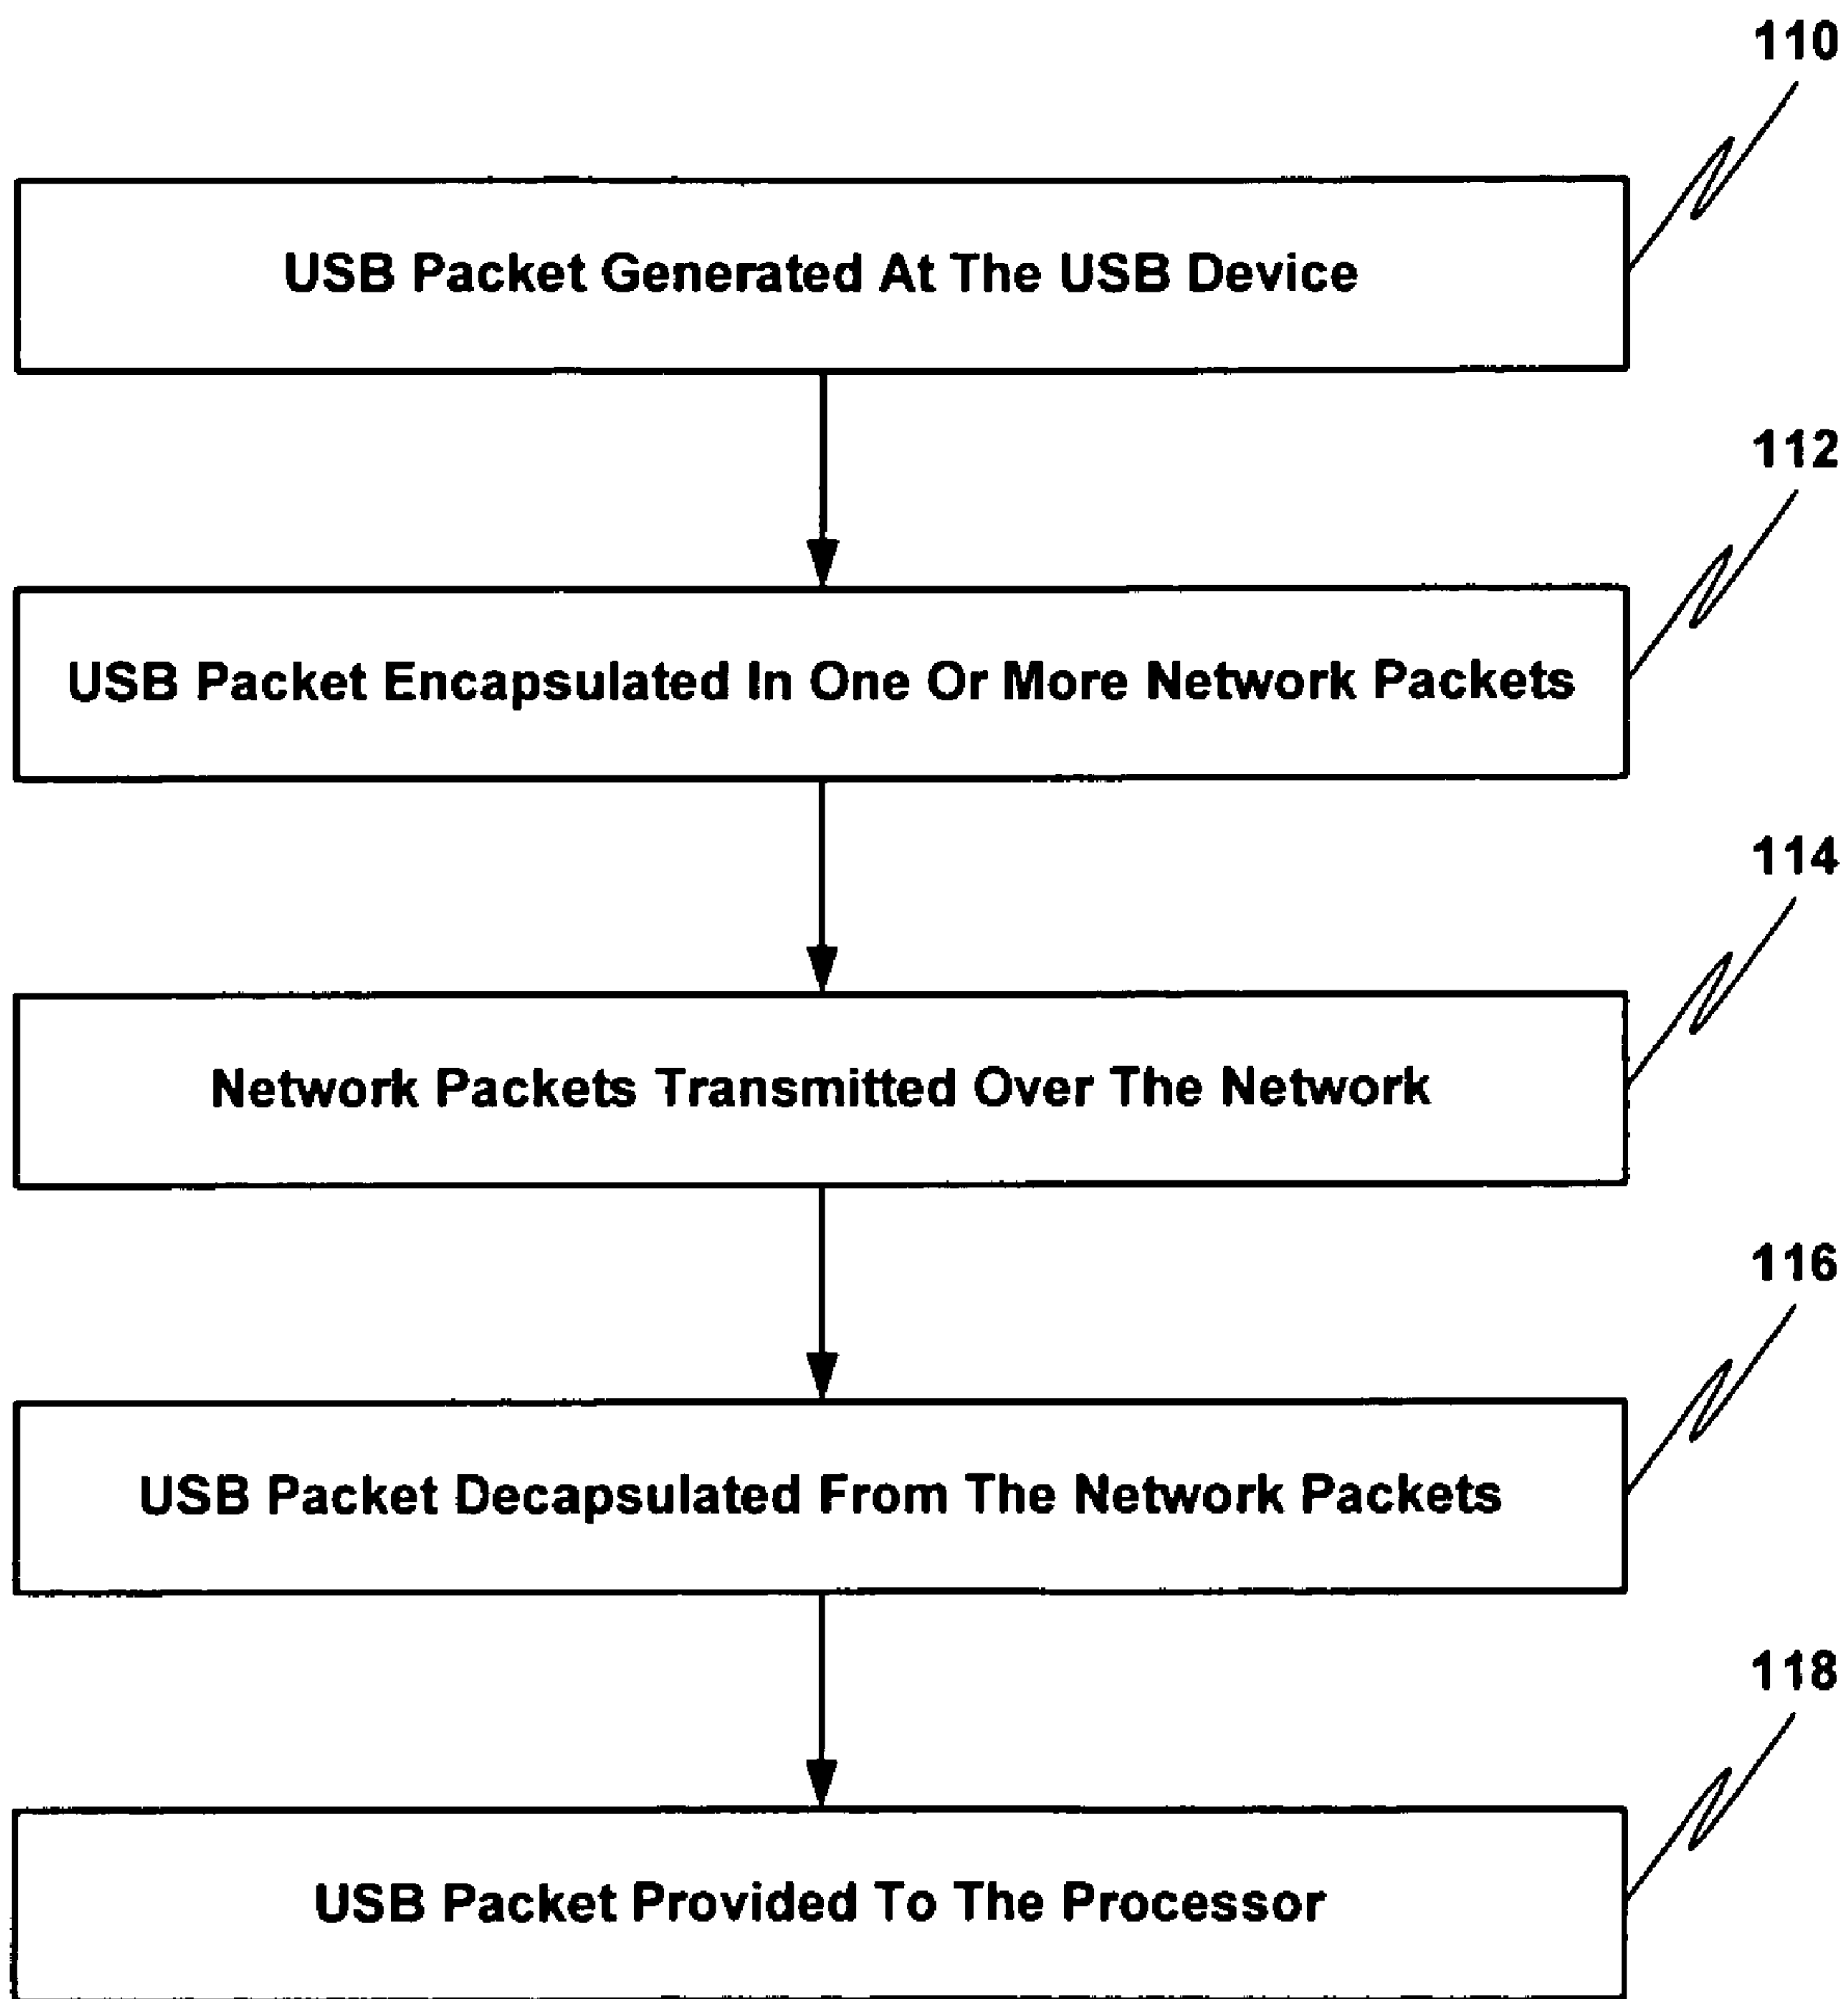 110
USB Packet Generated At The USB Device
112
USB Packet Encapsulated In One Or More Network Packets
114
Network Packets Transmitted Over The Network
116
USB Packet Decapsulated From The Network Packets
118
USB Packet Provided To The Processor